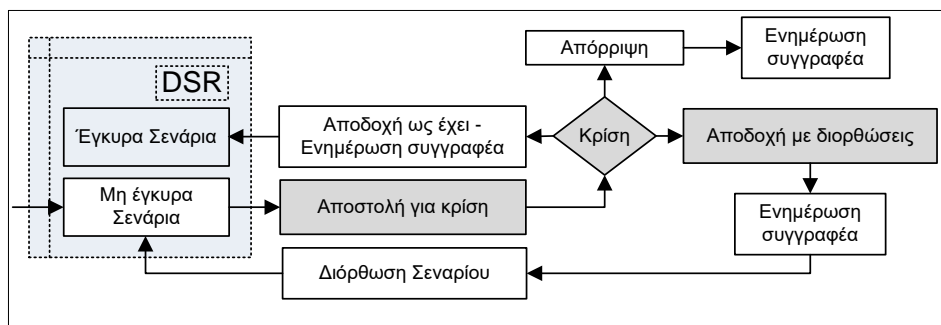 Απόρριψη
Ενημέρωση
συγγραφέα
DSR
Έγκυρα Σενάρια
Αποδοχή ως έχει -
Ενημέρωση συγγραφέα
Κρίση
Αποδοχή με διορθώσεις
Μη έγκυρα
Σενάρια
Αποστολή για κρίση
Ενημέρωση
συγγραφέα
Διόρθωση Σεναρίου